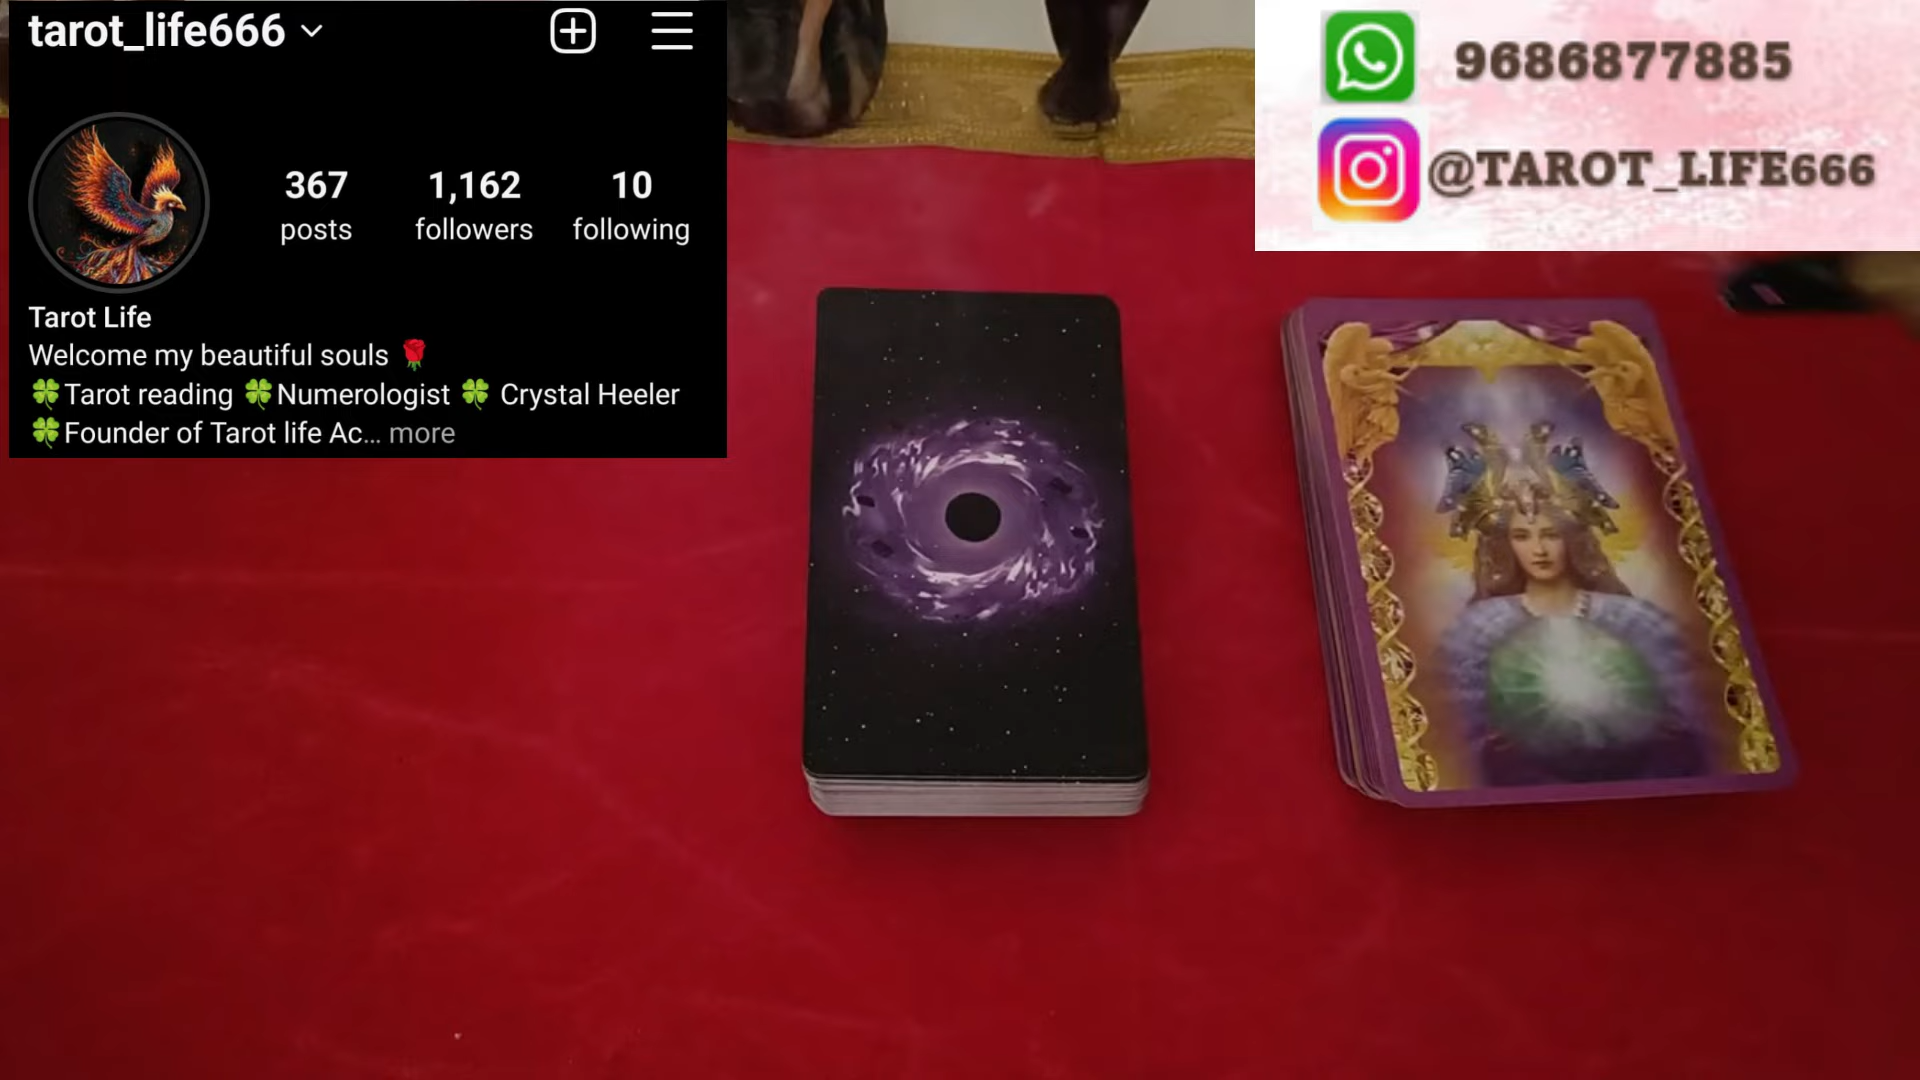 tarot_life666
367 1,162 10
posts followers following
Tarot Life
Welcome my beautiful souls 🌹
🍀Tarot reading 🍀Numerologist 🍀 Crystal Heeler
🍀Founder of Tarot life Ac... more
9686877885
@TAROT_LIFE666